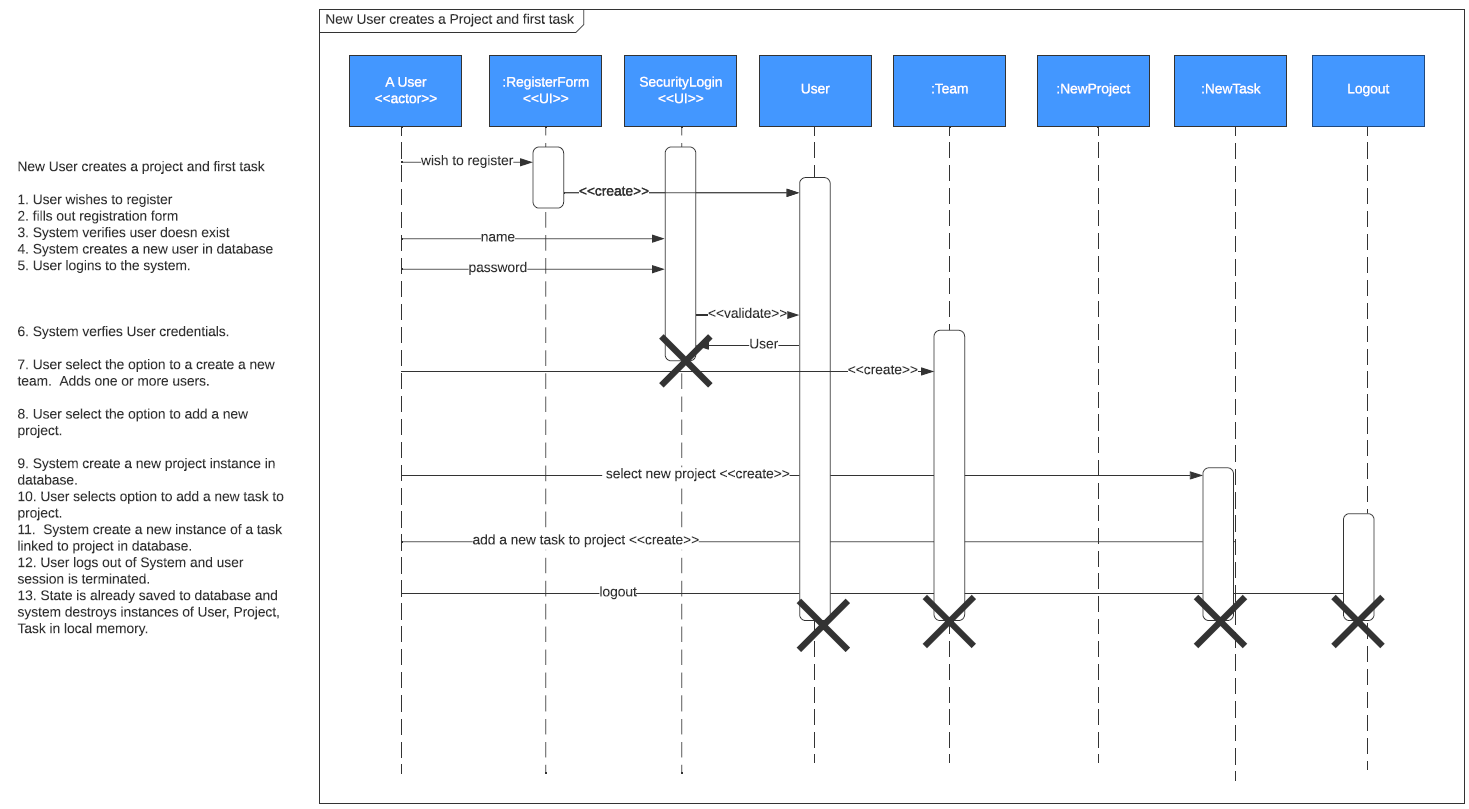 New User creates a Project and first task
A User
<<actor>>
:RegisterForm
<<UI>>
SecurityLogin
<<UI>>
User
:Team
:NewProject
:NewTask
Logout
New User creates a project and first task
1. User wishes to register
2. fills out registration form
3. System verifies user doesn exist
4. System creates a new user in database
5. User logins to the system.
6. System verfies User credentials.
7. User select the option to a create a new
team.  Adds one or more users.
8. User select the option to add a new
project.
9. System create a new project instance in
database.
10. User selects option to add a new task to
project.
11.  System create a new instance of a task
linked to project in database.
12. User logs out of System and user
session is terminated.
13. State is already saved to database and
system destroys instances of User, Project,
Task in local memory.
wish to register
<<create>>
name
password
<<validate>>
User
<<create>>
select new project <<create>>
add a new task to project <<create>>
logout